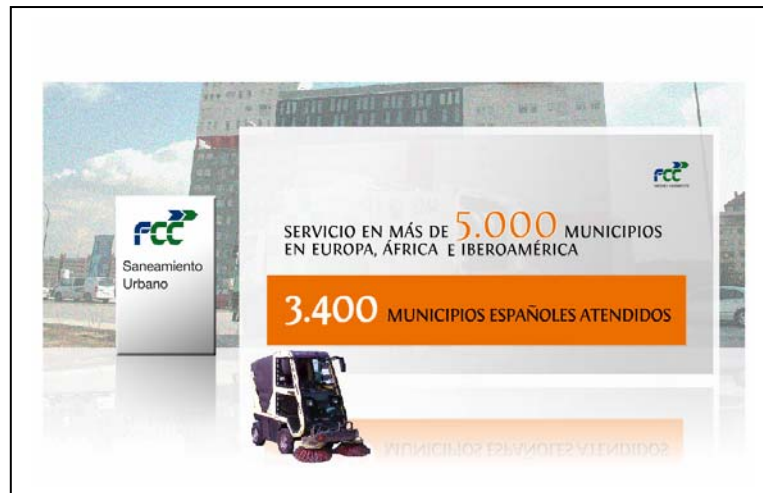 fcc
Saneamiento
Urbano
fcc
SERVICIO EN MÁS DE 5.000 MUNICIPIOS
EN EUROPA, ÁFRICA E IBEROAMÉRICA
3.400 MUNICIPIOS ESPAÑOLES ATENDIDOS